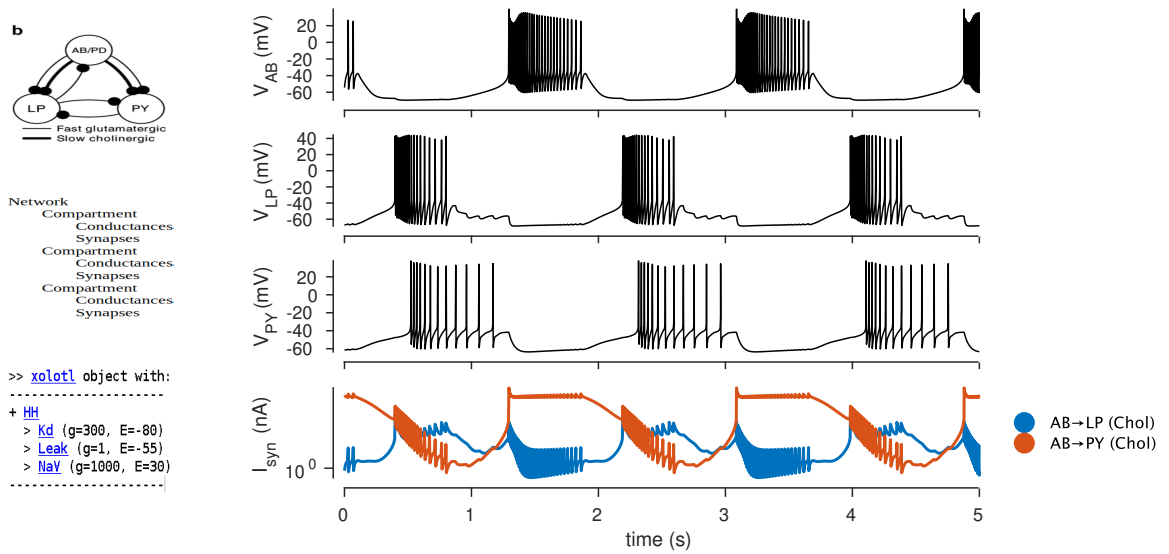 b
AB/PD
LP
PY
Fast glutamatergic
Slow cholinergic
Network
Compartment
Conductances
Synapses
Compartment
Conductances
Synapses
Compartment
Conductances
Synapses
>> xolotl object with:
-----------------------
+ HH
> Kd (g=300, E=-80)
> Leak (g=1, E=-55)
> NaV (g=1000, E=30)
-----------------------
V_AB (mV)
20
0
-20
-40
-60
V_LP (mV)
40
20
0
-20
-40
-60
V_PY (mV)
20
0
-20
-40
-60
I_syn (nA)
10^0
0
1
2
3
4
5
time (s)
AB→LP (Chol)
AB→PY (Chol)